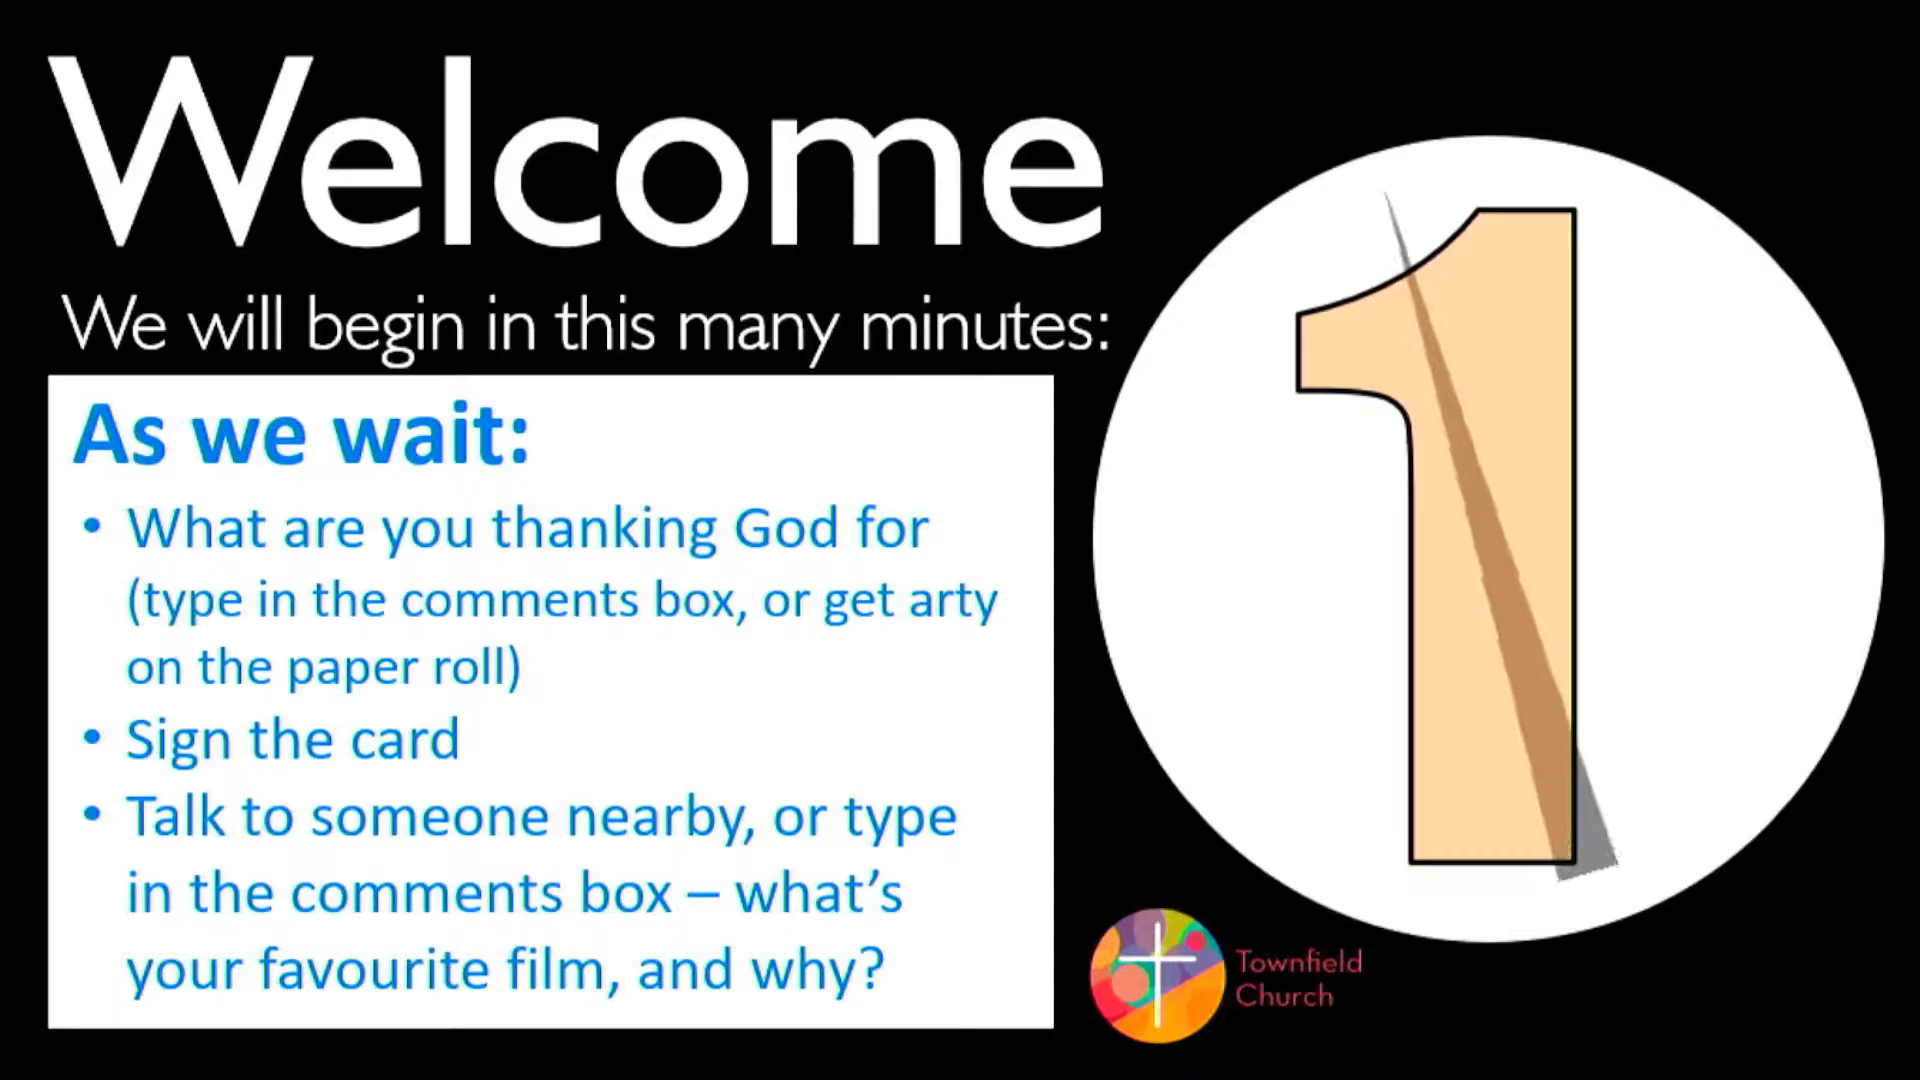 Welcome
We will begin in this many minutes:
1
As we wait:
• What are you thanking God for
(type in the comments box, or get arty
on the paper roll)
• Sign the card
• Talk to someone nearby, or type
in the comments box – what’s
your favourite film, and why?
Townfield
Church